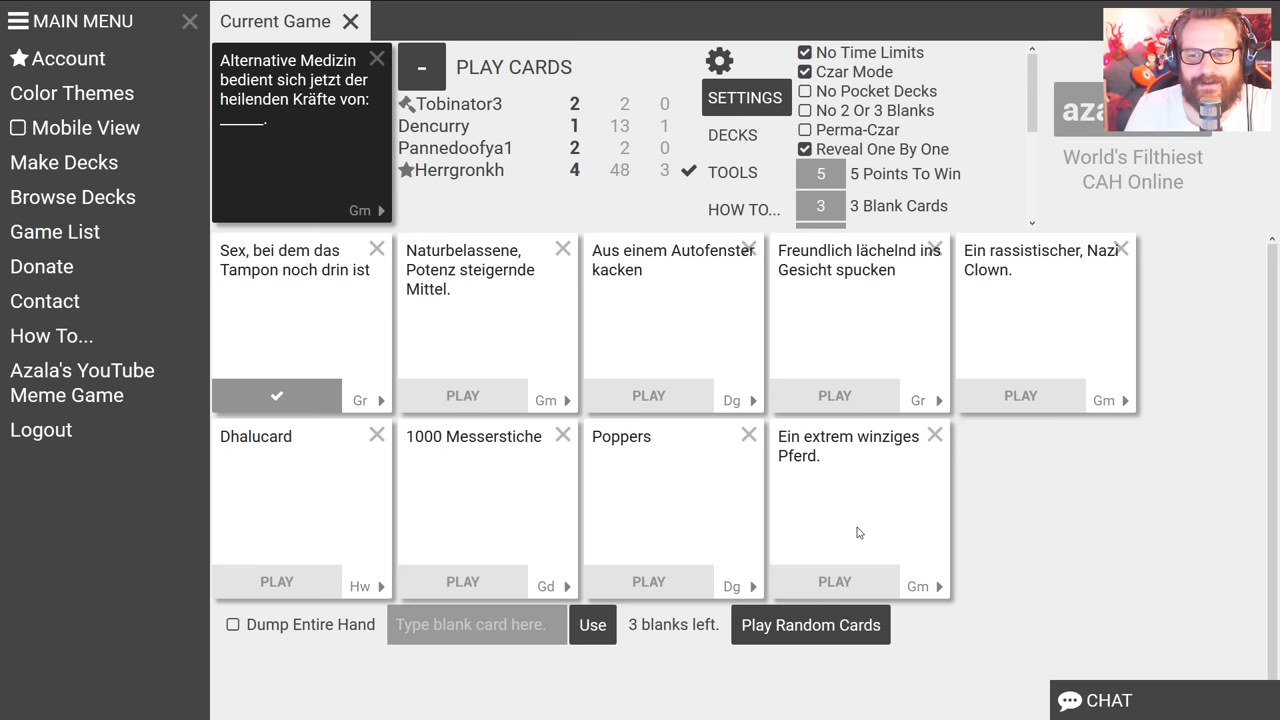 MAIN MENU
Account
Color Themes
Mobile View
Make Decks
Browse Decks
Game List
Donate
Contact
How To...
Azala's YouTube
Meme Game
Logout
Current Game
Alternative Medizin
bedient sich jetzt der
heilenden Kräfte von:
_____.
Gm
- PLAY CARDS
Tobinator3 2 2 0
Dencurry 1 13 1
Pannedoofya1 2 2 0
Herrgronkh 4 48 3
SETTINGS
DECKS
TOOLS
HOW TO...
No Time Limits
Czar Mode
No Pocket Decks
No 2 Or 3 Blanks
Perma-Czar
Reveal One By One
5 5 Points To Win
3 3 Blank Cards
aza
World's Filthiest
CAH Online
Sex, bei dem das
Tampon noch drin ist
Gr
Naturbelassene,
Potenz steigernde
Mittel.
PLAY Gm
Aus einem Autofenster
kacken
PLAY Dg
Freundlich lächelnd ins
Gesicht spucken
PLAY Gr
Ein rassistischer, Nazi
Clown.
PLAY Gm
Dhalucard
PLAY Hw
1000 Messerstiche
PLAY Gd
Poppers
PLAY Dg
Ein extrem winziges
Pferd.
PLAY Gm
Dump Entire Hand
Type blank card here.
Use
3 blanks left.
Play Random Cards
CHAT